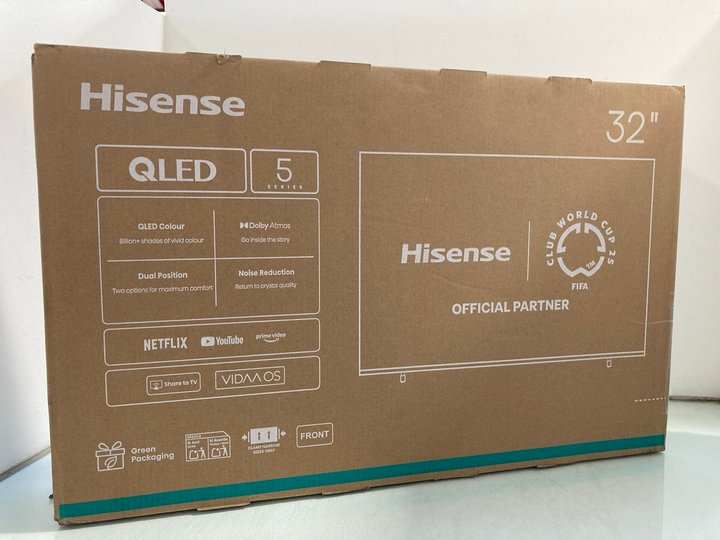 Hisense
32"
QLED
5
SERIES
QLED Colour
Billion+ shades of vivid colour
Dolby Atmos
Go inside the story
Dual Position
Two options for maximum comfort
Noise Reduction
Return to crystal quality
NETFLIX
YouTube
prime video
Share to TV
VIDAA OS
Hisense
CLUB WORLD CUP 25
TM
FIFA
OFFICIAL PARTNER
Green
Packaging
CLAMP NARROW
SIDES ONLY
FRONT